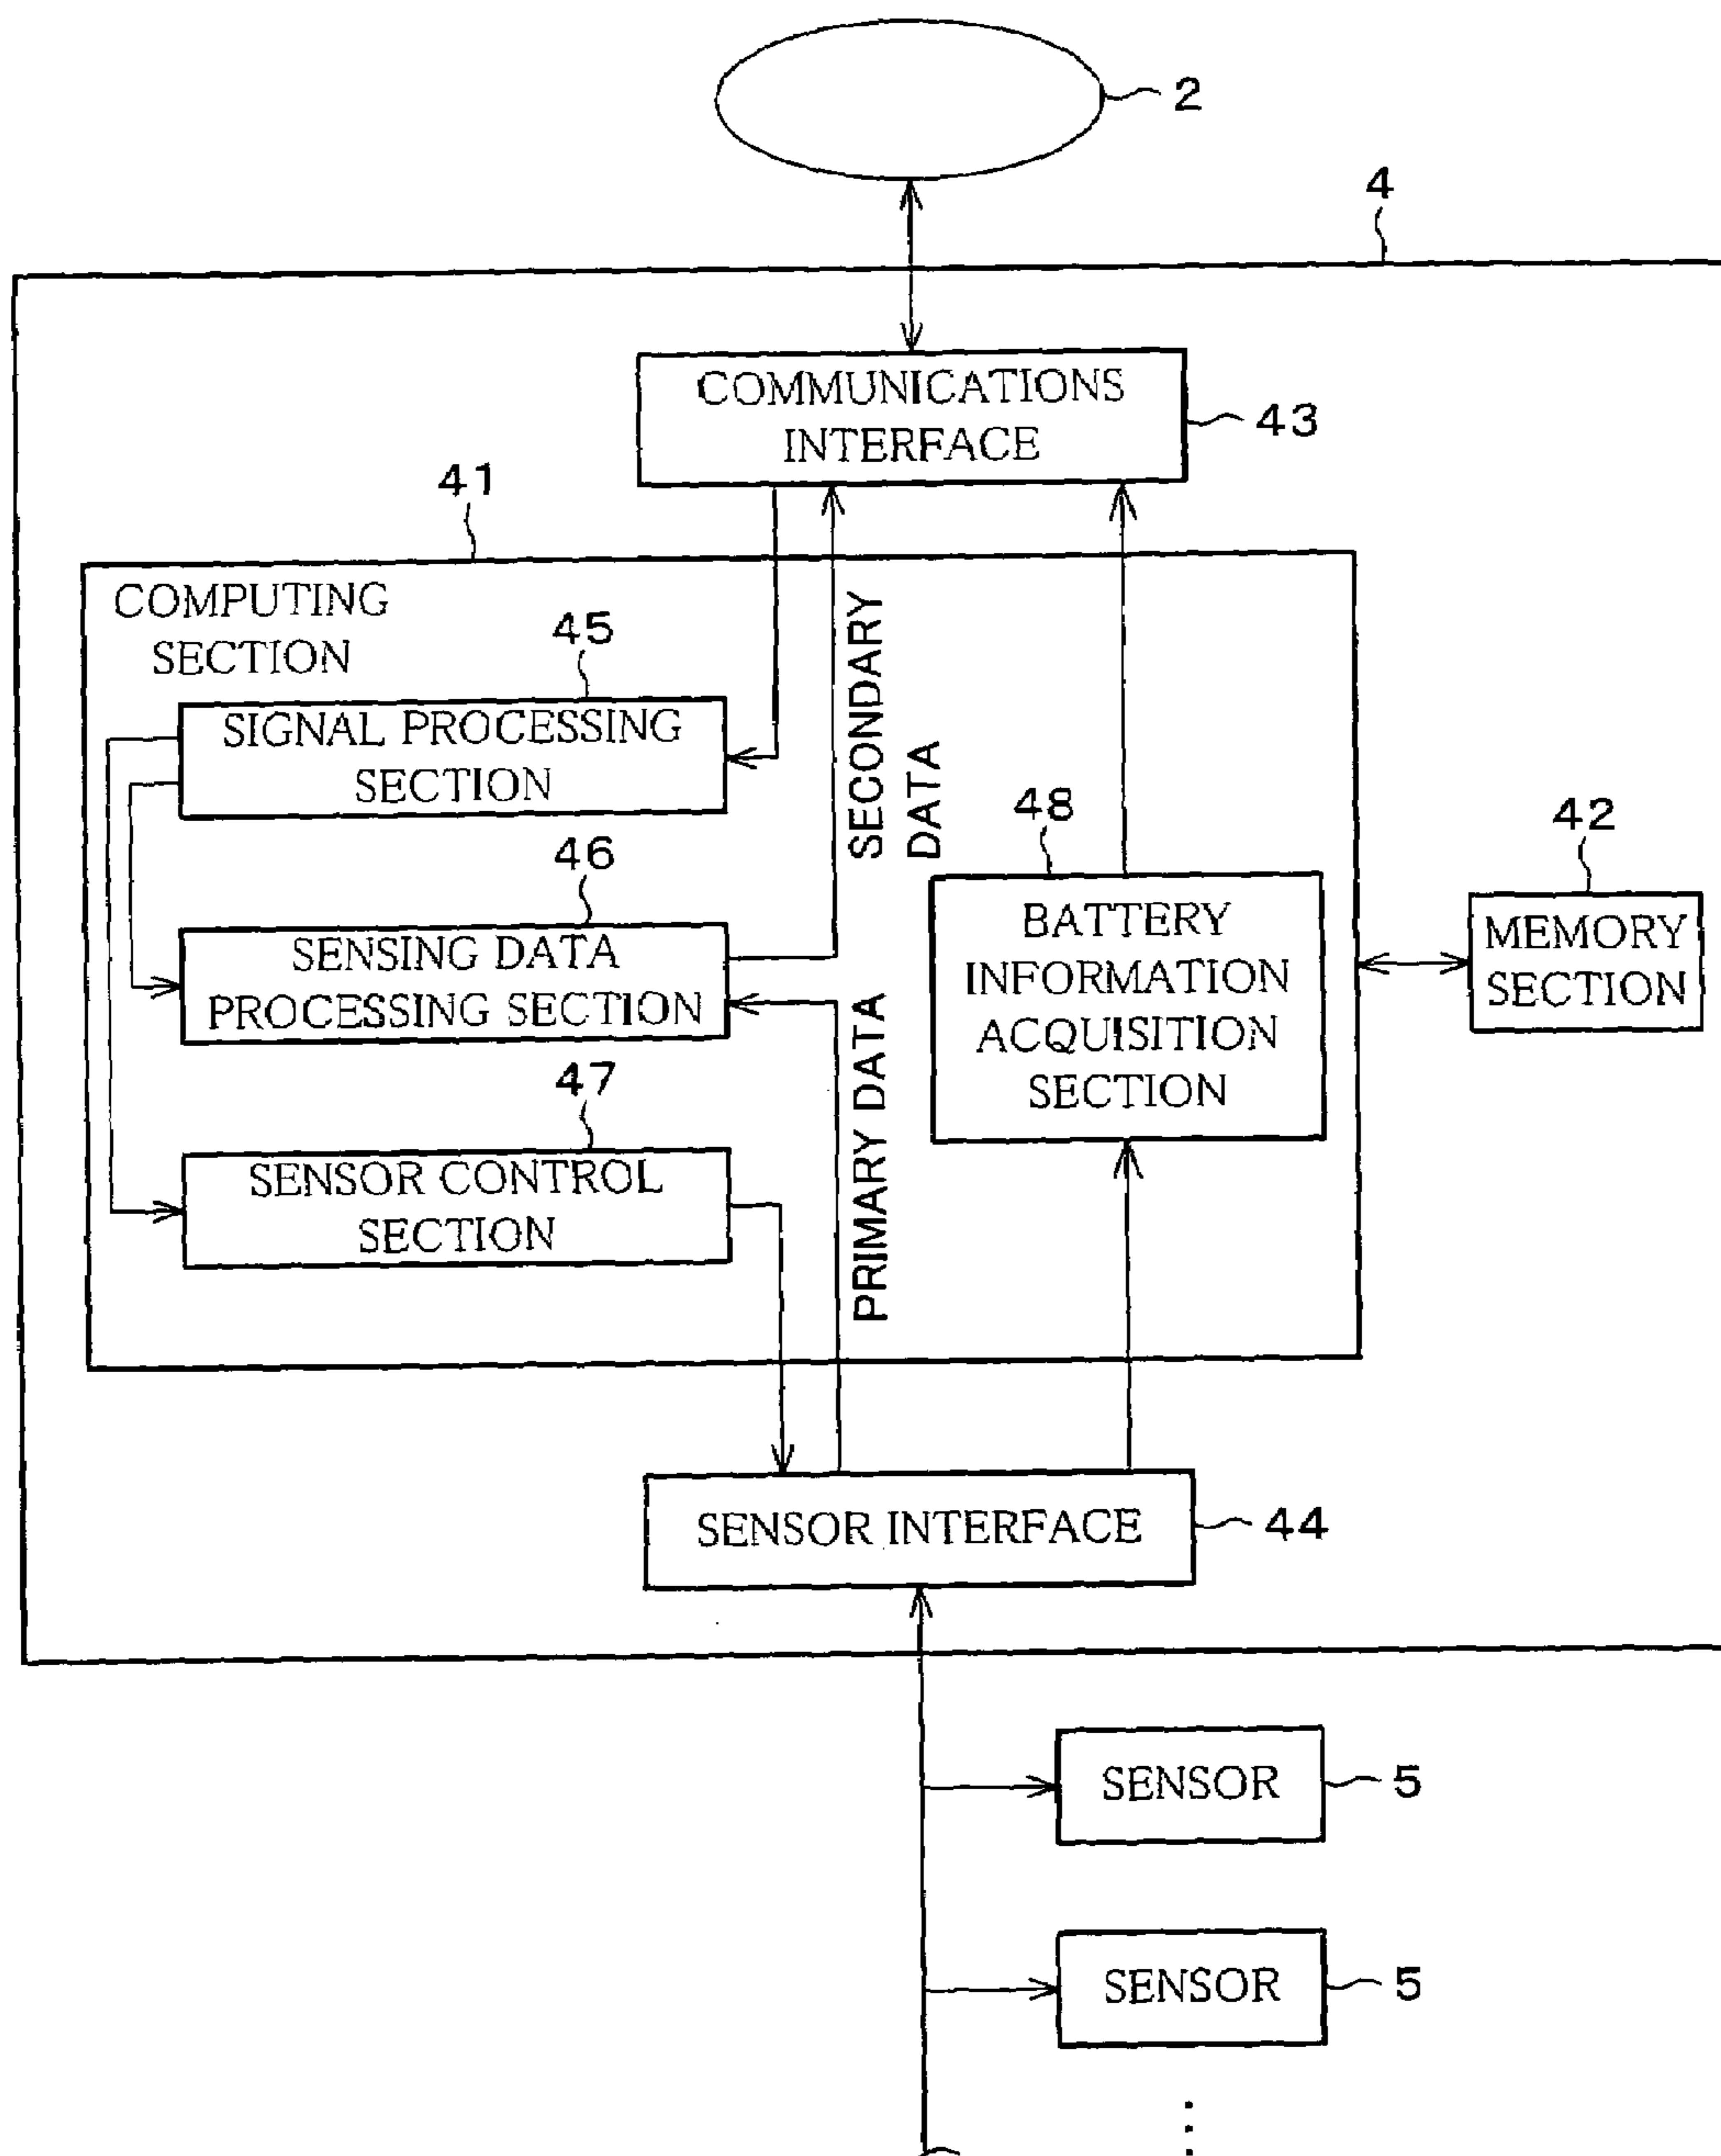 2
4
COMMUNICATIONS
INTERFACE
43
41
COMPUTING
SECTION
45
SIGNAL PROCESSING
SECTION
SECONDARY
DATA
46
SENSING DATA
PROCESSING SECTION
48
BATTERY
INFORMATION
ACQUISITION
SECTION
42
MEMORY
SECTION
47
SENSOR CONTROL
SECTION
PRIMARY DATA
SENSOR INTERFACE
44
SENSOR
5
SENSOR
5